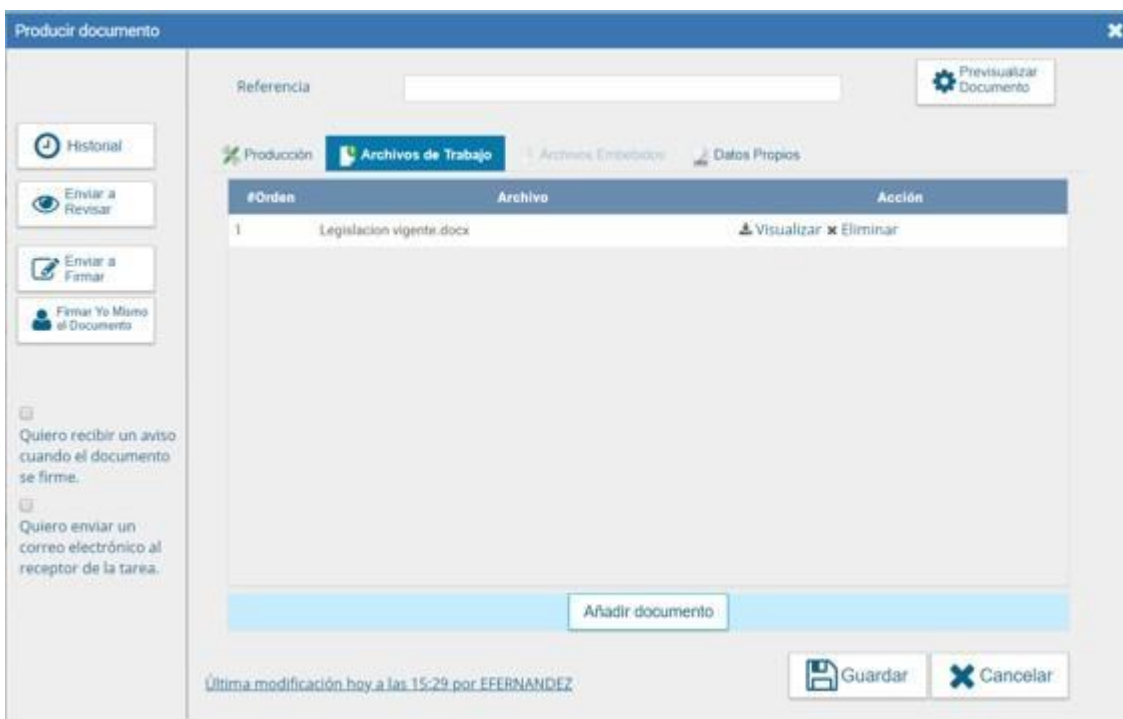 Producir documento
Referencia
Previsualizar
Documento
Historial
Enviar a
Revisar
Enviar a
Firmar
Firmar Yo Mismo
el Documento
Quiero recibir un aviso
cuando el documento
se firme.
Quiero enviar un
correo electrónico al
receptor de la tarea.
Producción
Archivos de Trabajo
Archivos Embebidos
Datos Propios
#Orden Archivo Acción
1 Legislacion vigente.docx Visualizar Eliminar
Añadir documento
Última modificación hoy a las 15:29 por EFERNANDEZ
Guardar
Cancelar